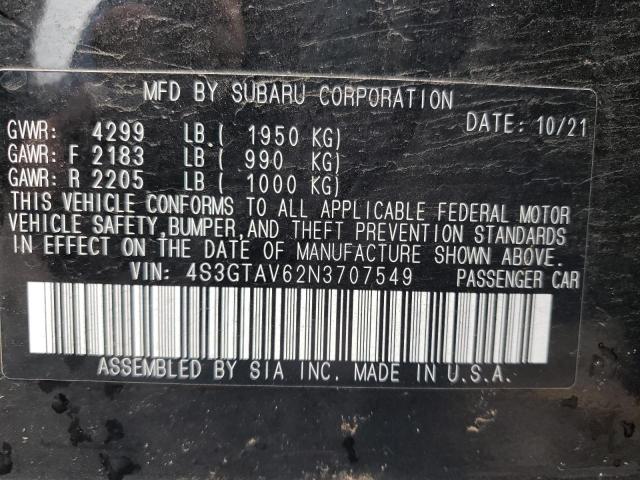 MFD BY SUBARU CORPORATION
GVWR: 4299 LB.( 1950 KG) DATE: 10/21
GAWR: F 2183 LB ( 990 KG)
GAWR: R 2205 LB ( 1000 KG)
THIS VEHICLE CONFORMS TO ALL APPLICABLE FEDERAL MOTOR
VEHICLE SAFETY, BUMPER, AND THEFT PREVENTION STANDARDS
IN EFFECT ON THE DATE OF MANUFACTURE SHOWN ABOVE.
VIN: 4S3GTAV62N3707549 PASSENGER CAR
ASSEMBLED BY SIA INC. MADE IN U.S.A.